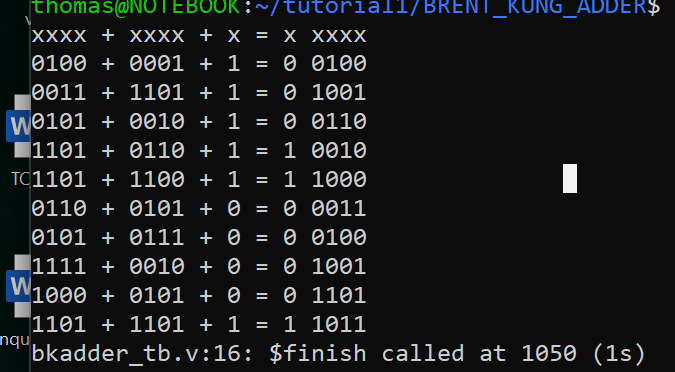 thomas@NOTEBOOK:~/tutorial1/BRENT_KUNG_ADDER$
xxxx + xxxx + x = x xxxx
0100 + 0001 + 1 = 0 0100
0011 + 1101 + 1 = 0 1001
0101 + 0010 + 1 = 0 0110
1101 + 0110 + 1 = 1 0010
1101 + 1100 + 1 = 1 1000
0110 + 0101 + 0 = 0 0011
0101 + 0111 + 0 = 0 0100
1111 + 0010 + 0 = 0 1001
1000 + 0101 + 0 = 0 1101
1101 + 1101 + 1 = 1 1011
bkadder_tb.v:16: $finish called at 1050 (1s)
W
TC
W
nqu